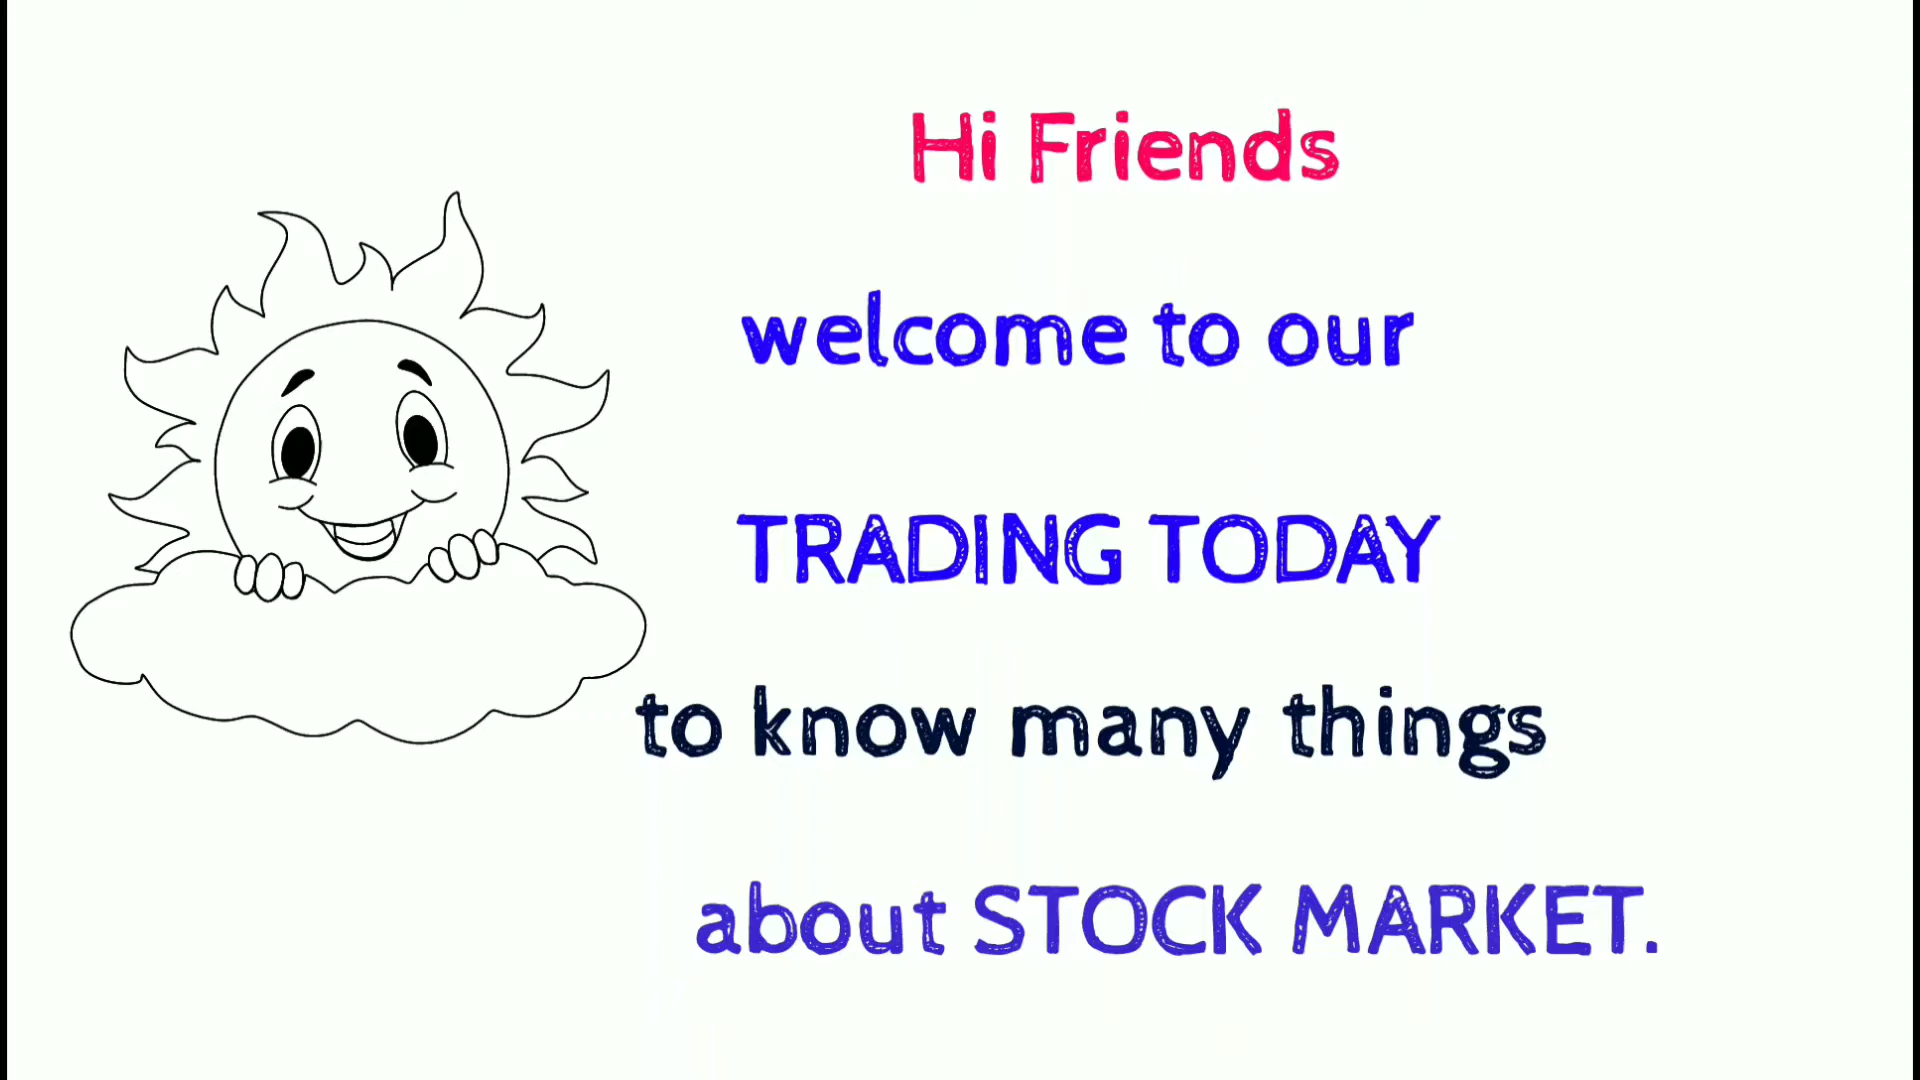 Hi Friends
welcome to our
TRADING TODAY
to know many things
about STOCK MARKET.